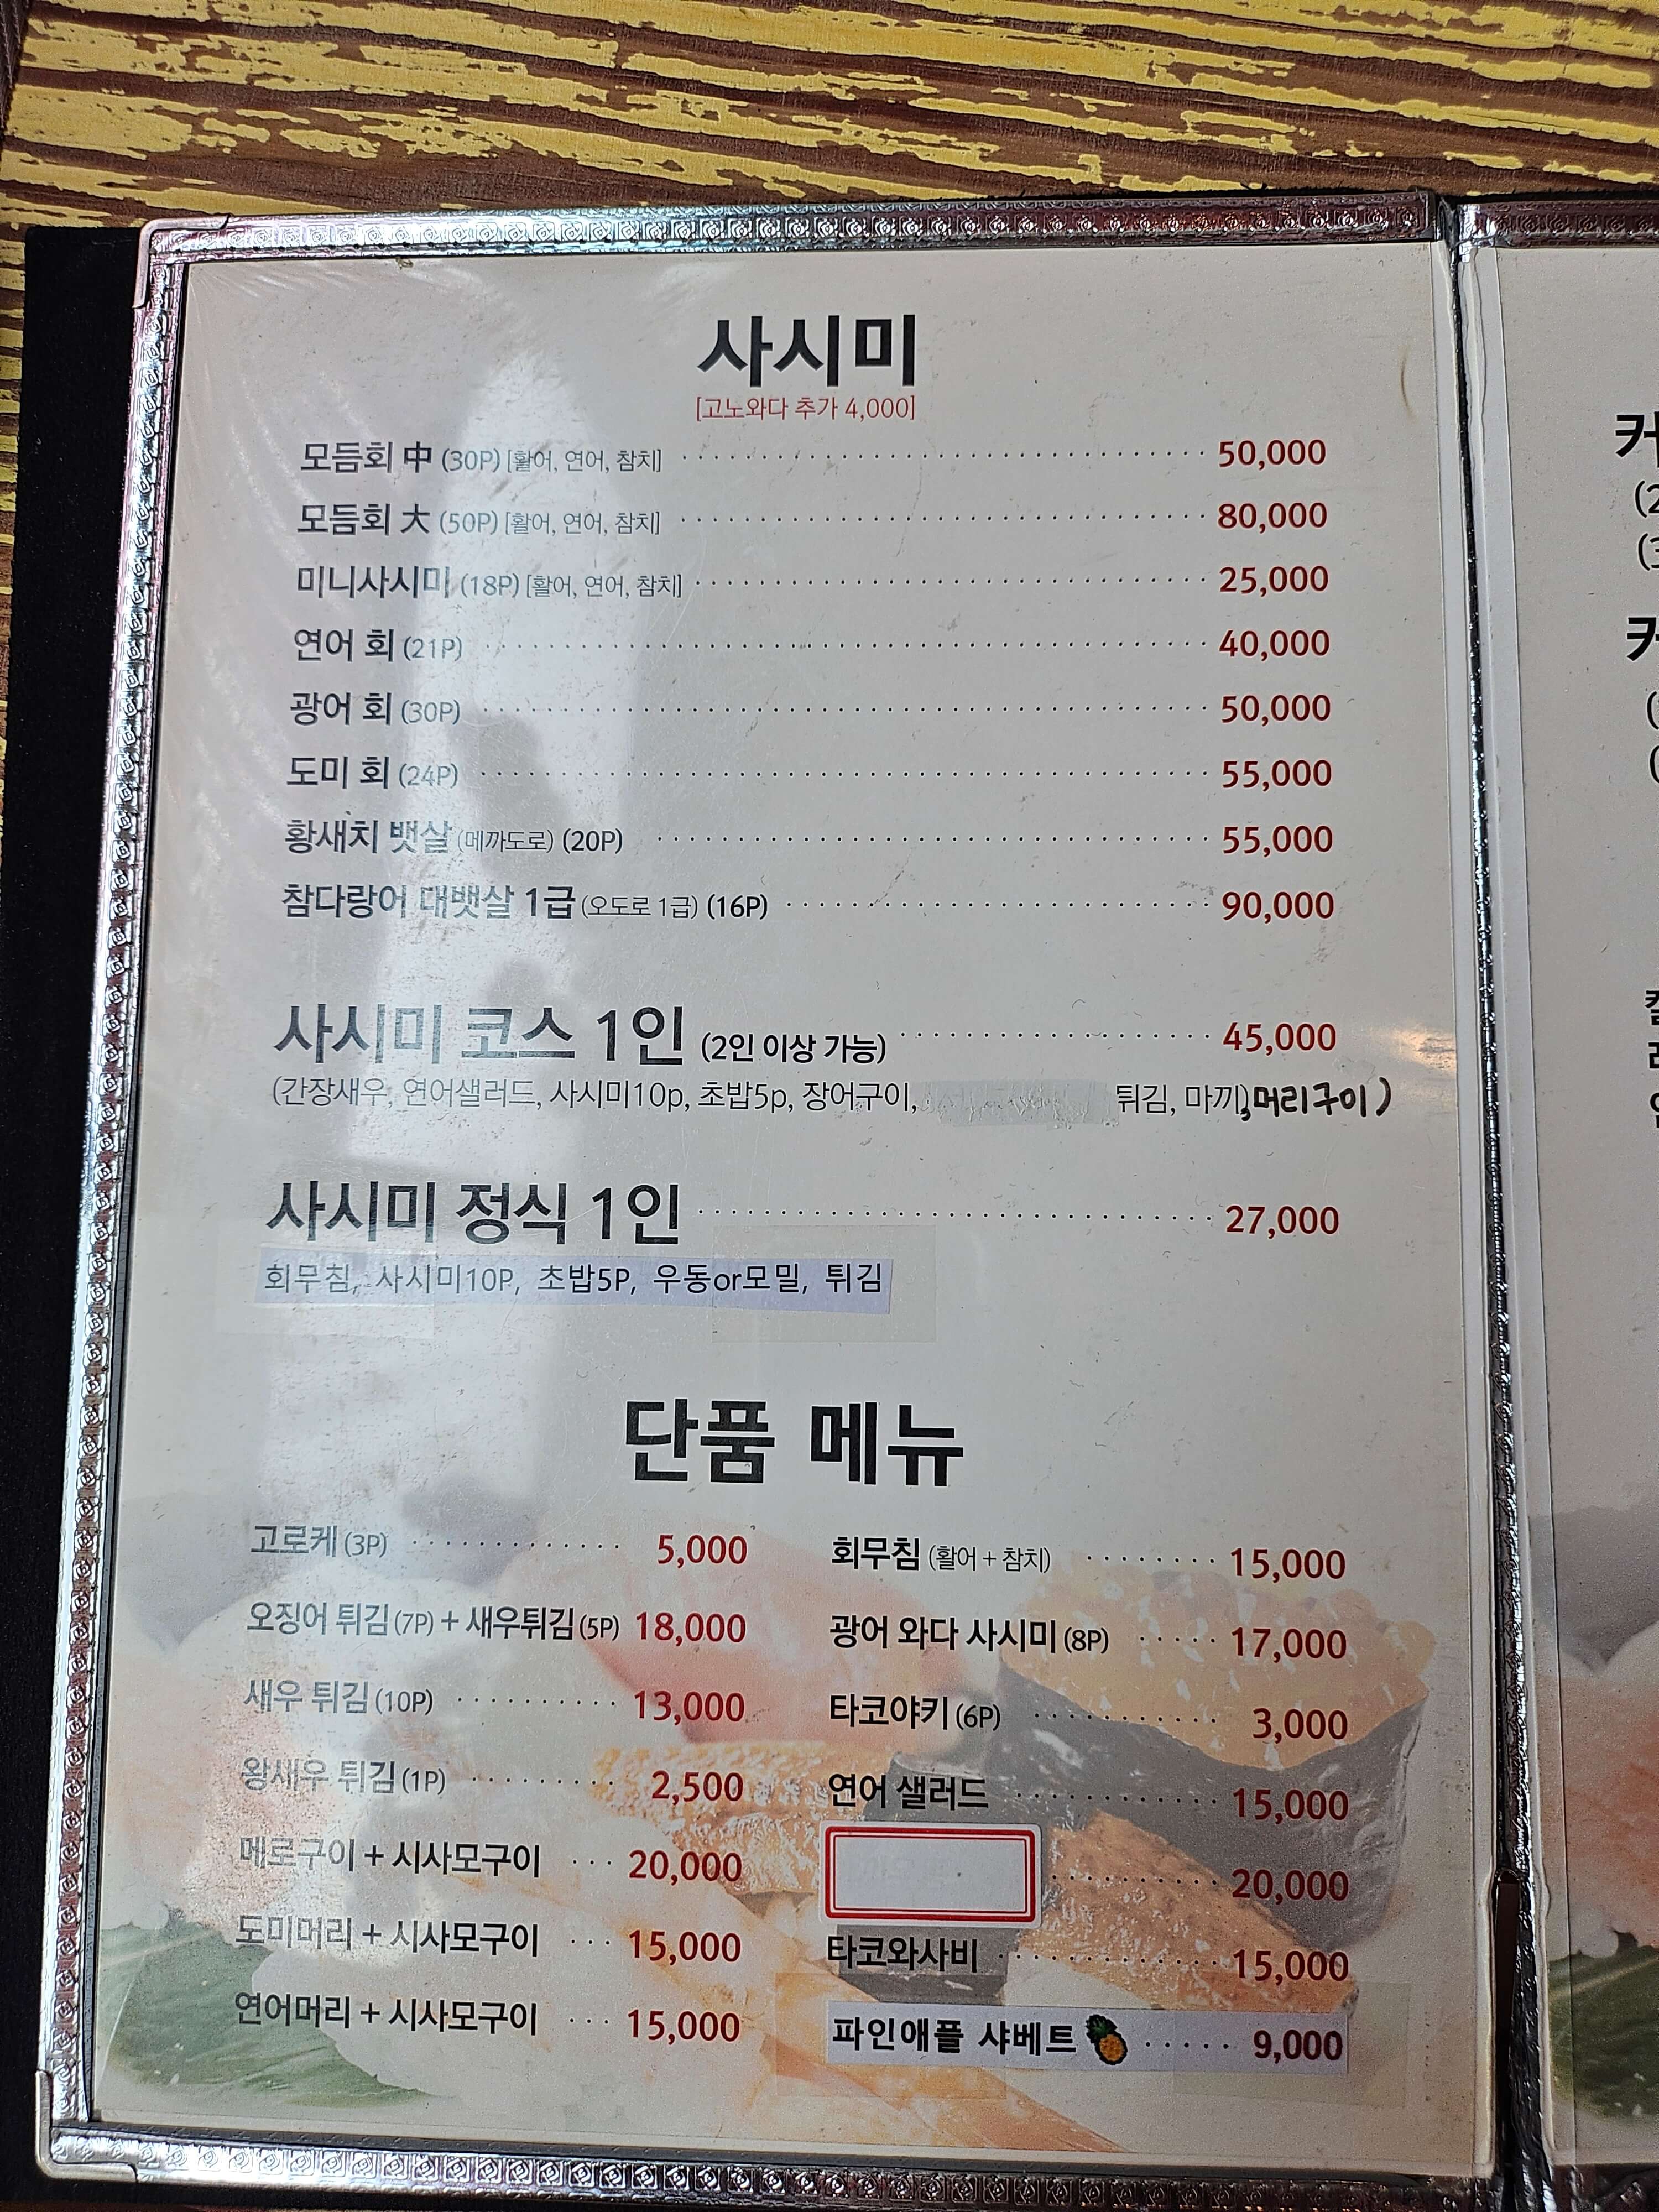 사시미
[고노와다 추가 4,000]
모듬회 中 (30P) [활어, 연어, 참치] 50,000
모듬회 大 (50P) [활어, 연어, 참치] 80,000
미니사시미 (18P) [활어, 연어, 참치] 25,000
연어 회 (21P) 40,000
광어 회 (30P) 50,000
도미 회 (24P) 55,000
황새치 뱃살 (메까도로) (20P) 55,000
참다랑어 대뱃살 1급 (오도로 1급) (16P) 90,000
사시미 코스 1인 (2인 이상 가능) 45,000
(간장새우, 연어샐러드, 사시미10p, 초밥5p, 장어구이, 튀김, 마끼), 머리구이)
사시미 정식 1인 27,000
회무침, 사시미10P, 초밥5P, 우동or모밀, 튀김
단품 메뉴
고로케 (3P) 5,000
오징어 튀김 (7P) + 새우튀김 (5P) 18,000
새우 튀김 (10P) 13,000
왕새우 튀김 (1P) 2,500
메로구이 + 시사모구이 20,000
도미머리 + 시사모구이 15,000
연어머리 + 시사모구이 15,000
회무침 (활어 + 참치) 15,000
광어 와다 사시미 (8P) 17,000
타코야키 (6P) 3,000
연어 샐러드 15,000
20,000
타코와사비 15,000
파인애플 샤베트 9,000